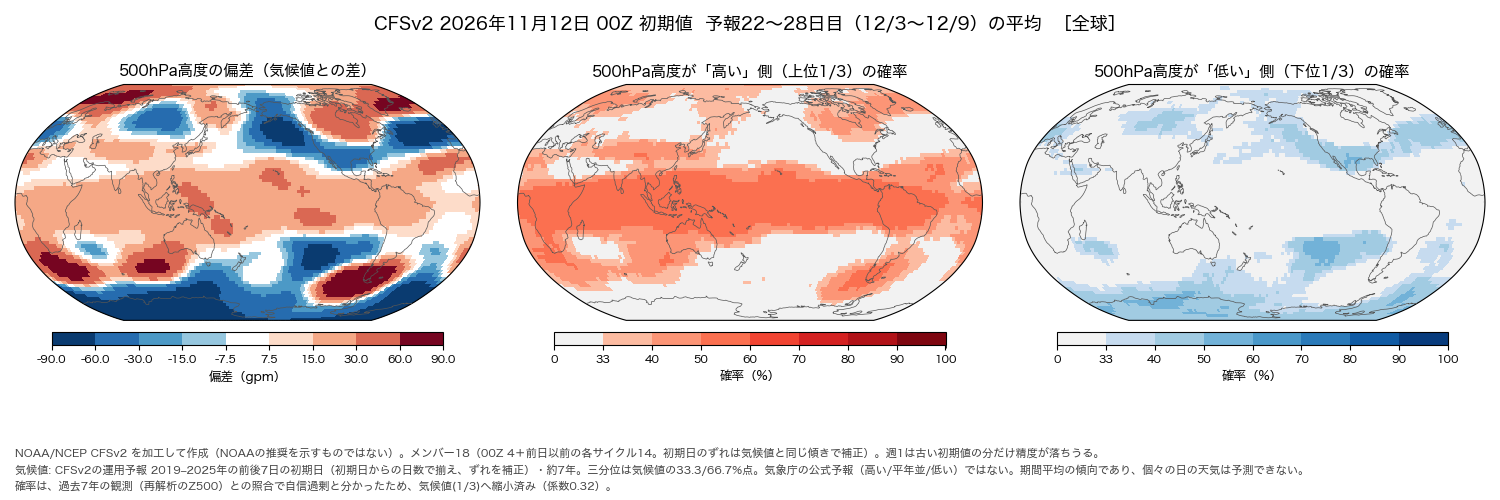 CFSv2 2026年11月12日 00Z 初期値 予報22～28日目（12/3～12/9）の平均 ［全球］
500hPa高度の偏差（気候値との差）
500hPa高度が「高い」側（上位1/3）の確率
500hPa高度が「低い」側（下位1/3）の確率
-90.0 -60.0 -30.0 -15.0 -7.5 7.5 15.0 30.0 60.0 90.0
偏差（gpm）
0 33 40 50 60 70 80 90 100
確率（%）
0 33 40 50 60 70 80 90 100
確率（%）
NOAA/NCEP CFSv2 を加工して作成（NOAAの推奨を示すものではない）。メンバー18（00Z 4＋前日以前の各サイクル14。初期日のずれは気候値と同じ傾きで補正）。週1は古い初期値の分だけ精度が落ちうる。
気候値: CFSv2の運用予報 2019–2025年の前後7日の初期日（初期日からの日数で揃え、ずれを補正）・約7年。三分位は気候値の33.3/66.7%点。気象庁の公式予報（高い/平年並/低い）ではない。期間平均の傾向であり、個々の日の天気は予測できない。
確率は、過去7年の観測（再解析のZ500）との照合で自信過剰と分かったため、気候値(1/3)へ縮小済み（係数0.32）。